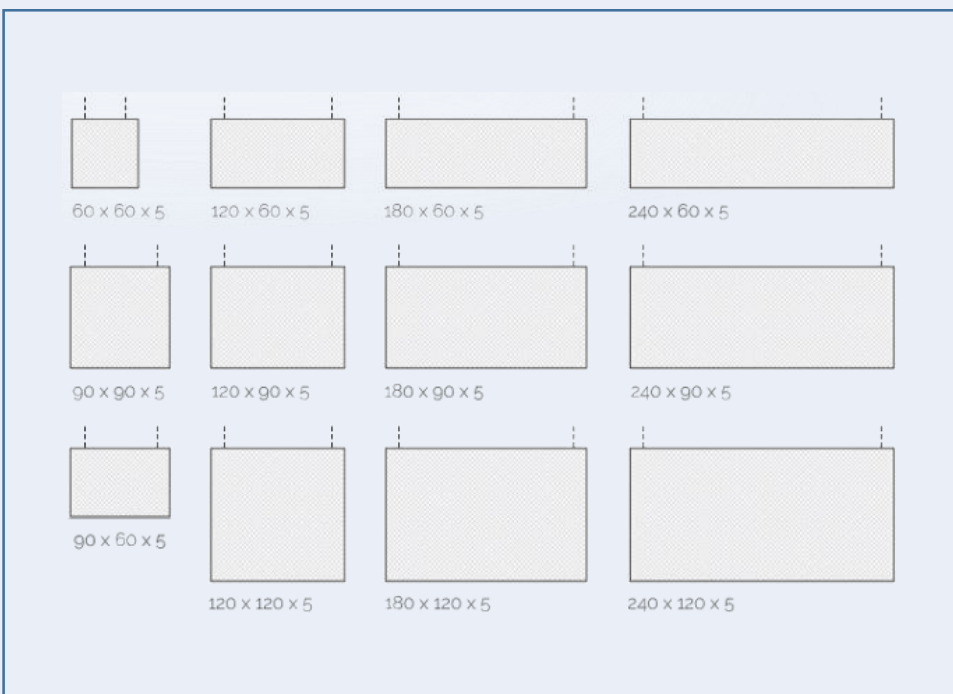 60 x 60 x 5
120 x 60 x 5
180 x 60 x 5
240 x 60 x 5
90 x 90 x 5
120 x 90 x 5
180 x 90 x 5
240 x 90 x 5
90 x 60 x 5
120 x 120 x 5
180 x 120 x 5
240 x 120 x 5